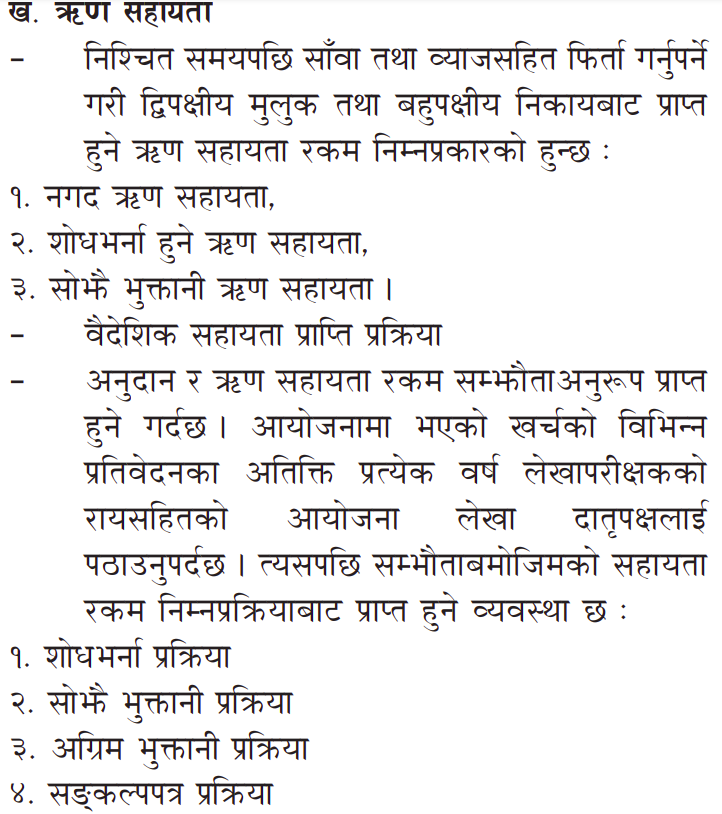 ख. ऋण सहायता
– निश्चित समयपछि साँवा तथा व्याजसहित फिर्ता गर्नुपर्ने
गरी द्विपक्षीय मुलुक तथा बहुपक्षीय निकायबाट प्राप्त
हुने ऋण सहायता रकम निम्नप्रकारको हुन्छ :
१. नगद ऋण सहायता,
२. शोधभर्ना हुने ऋण सहायता,
३. सोझै भुक्तानी ऋण सहायता ।
– वैदेशिक सहायता प्राप्ति प्रक्रिया
– अनुदान र ऋण सहायता रकम सम्झौताअनुरूप प्राप्त
हुने गर्दछ । आयोजनामा भएको खर्चको विभिन्न
प्रतिवेदनका अतिक्ति प्रत्येक वर्ष लेखापरीक्षकको
रायसहितको आयोजना लेखा दातृपक्षलाई
पठाउनुपर्दछ । त्यसपछि सम्भौताबमोजिमको सहायता
रकम निम्नप्रक्रियाबाट प्राप्त हुने व्यवस्था छ :
१. शोधभर्ना प्रक्रिया
२. सोझै भुक्तानी प्रक्रिया
३. अग्रिम भुक्तानी प्रक्रिया
४. सङ्कल्पपत्र प्रक्रिया